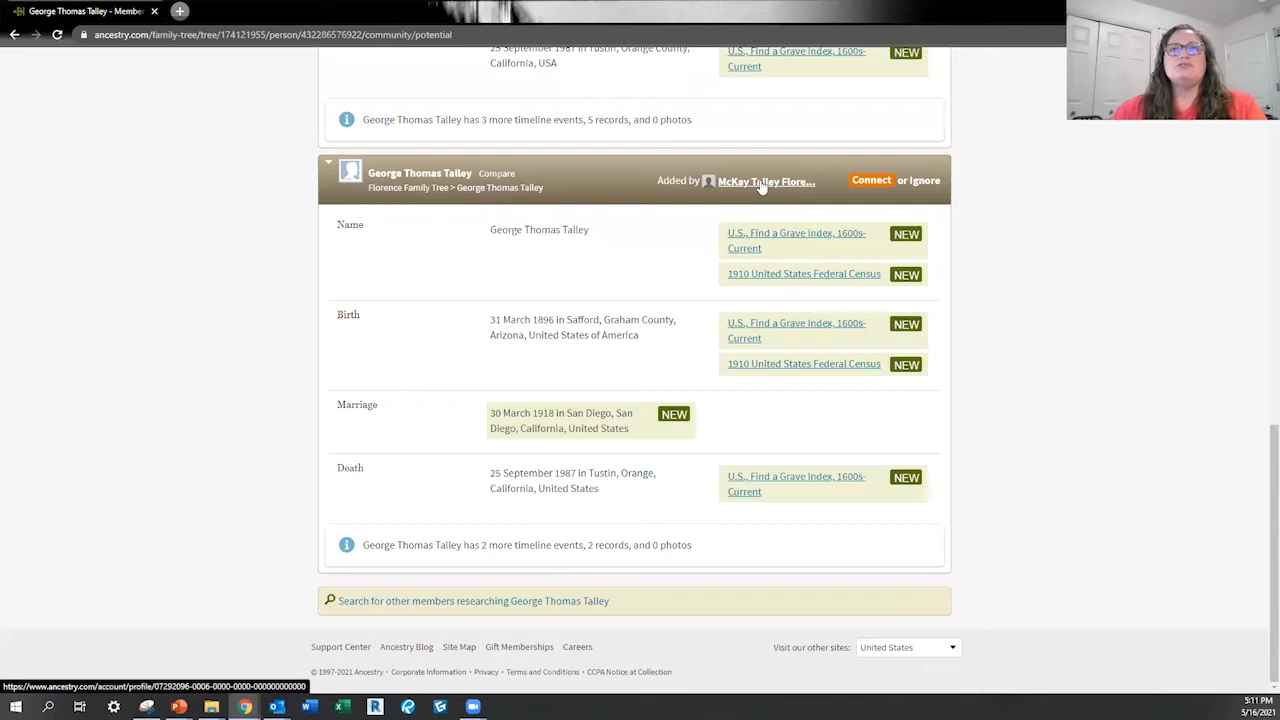 George Thomas Talley - Member
ancestry.com/family-tree/tree/174121955/person/432286576922/community/potential
25 September 1987 in Tustin, Orange County,
California, USA
U.S., Find a Grave Index, 1600s-
Current
NEW
George Thomas Talley has 3 more timeline events, 5 records, and 0 photos
George Thomas Talley Compare
Florence Family Tree > George Thomas Talley
Added by McKay Talley Flore...
Connect or Ignore
Name
George Thomas Talley
U.S., Find a Grave Index, 1600s-
Current
NEW
1910 United States Federal Census NEW
Birth
31 March 1896 in Safford, Graham County,
Arizona, United States of America
U.S., Find a Grave Index, 1600s-
Current
NEW
1910 United States Federal Census NEW
Marriage
30 March 1918 in San Diego, San
Diego, California, United States
NEW
Death
25 September 1987 in Tustin, Orange,
California, United States
U.S., Find a Grave Index, 1600s-
Current
NEW
George Thomas Talley has 2 more timeline events, 2 records, and 0 photos
Search for other members researching George Thomas Talley
Support Center Ancestry Blog Site Map Gift Memberships Careers
Visit our other sites: United States
© 1997-2021 Ancestry • Corporate Information • Privacy • Terms and Conditions • CCPA Notice at Collection
https://www.ancestry.com/account/profile/07292096-0006-0000-0000-000000000000
5:11 PM
5/16/2021